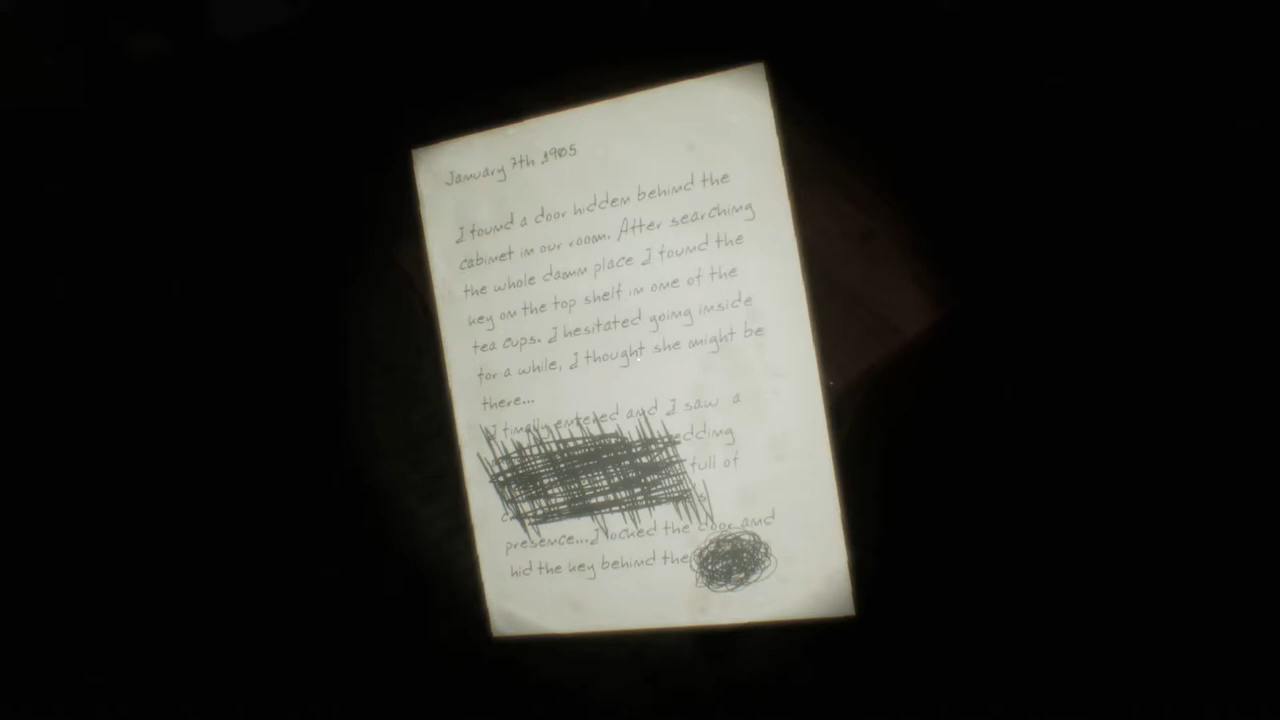 January 7th 1905
I found a door hidden behind the
cabinet in our room. After searching
the whole damn place I found the
key on the top shelf in one of the
tea cups. I hesitated going inside
for a while, I thought she might be
there...
I finally entered and I saw a
full of
presence...I locked the door and
hid the key behind the